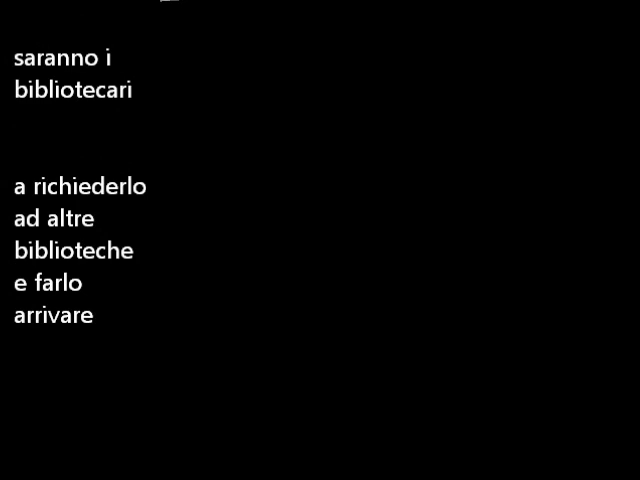 saranno i
bibliotecari
a richiederlo
ad altre
biblioteche
e farlo
arrivare